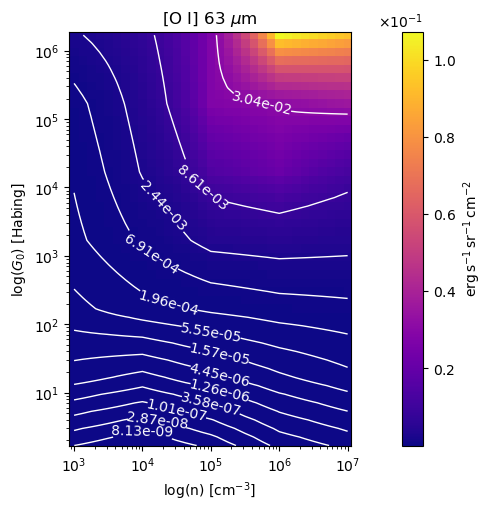 [O I] 63 μm
×10⁻¹
log(G₀) [Habing]
10⁶
10⁵
10⁴
10³
10²
10¹
3.04e-02
8.61e-03
2.44e-03
6.91e-04
1.96e-04
5.55e-05
1.57e-05
4.45e-06
1.26e-06
3.58e-07
1.01e-07
2.87e-08
8.13e-09
10³ 10⁴ 10⁵ 10⁶ 10⁷
log(n) [cm⁻³]
1.0
0.8
0.6
0.4
0.2
erg s⁻¹ sr⁻¹ cm⁻²